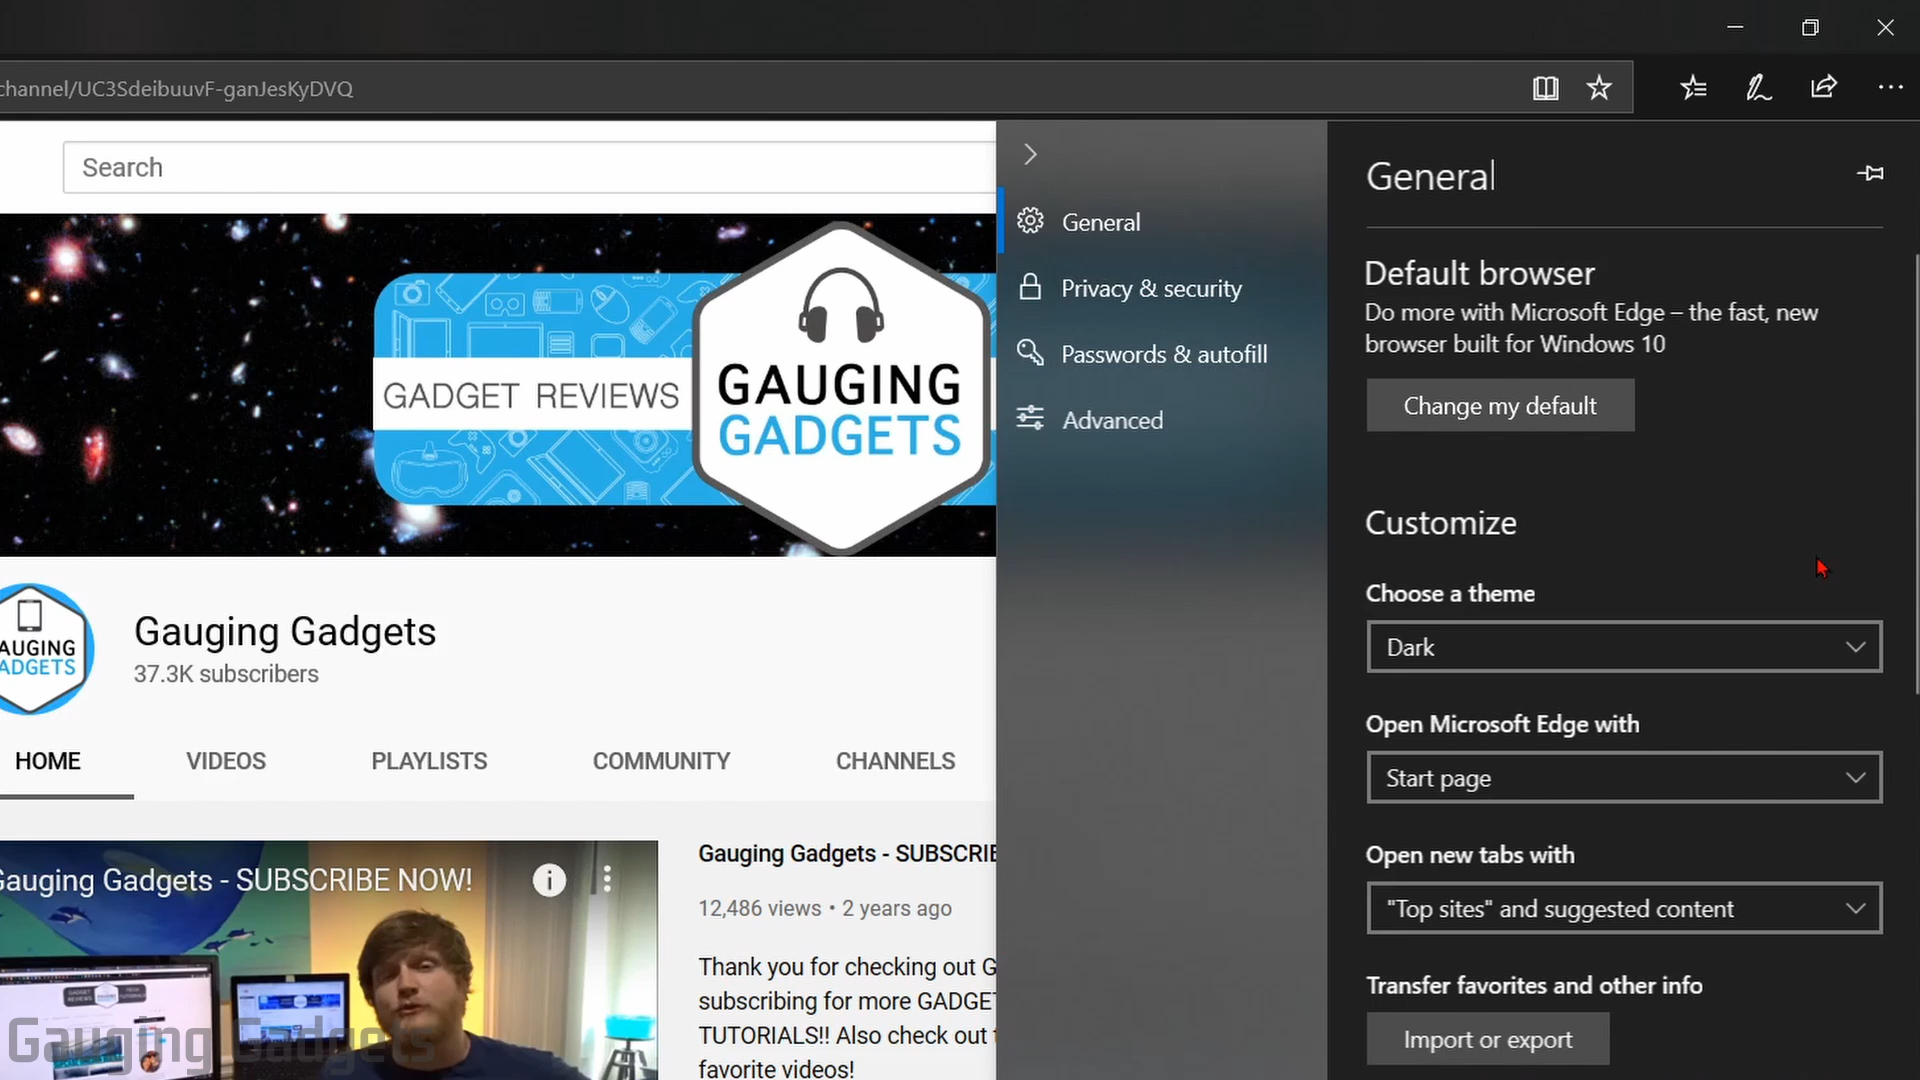 channel/UC3SdeibuuvF-ganJesKyDVQ
Search
GADGET REVIEWS
GAUGING
GADGETS
AUGING
ADGETS
Gauging Gadgets
37.3K subscribers
HOME
VIDEOS
PLAYLISTS
COMMUNITY
CHANNELS
Gauging Gadgets - SUBSCRIBE NOW!
Gauging Gadgets - SUBSCRIB
12,486 views • 2 years ago
Thank you for checking out G
subscribing for more GADGET
TUTORIALS!! Also check out
favorite videos!
Gauging Gadgets
General
Privacy & security
Passwords & autofill
Advanced
General
Default browser
Do more with Microsoft Edge – the fast, new
browser built for Windows 10
Change my default
Customize
Choose a theme
Dark
Open Microsoft Edge with
Start page
Open new tabs with
"Top sites" and suggested content
Transfer favorites and other info
Import or export